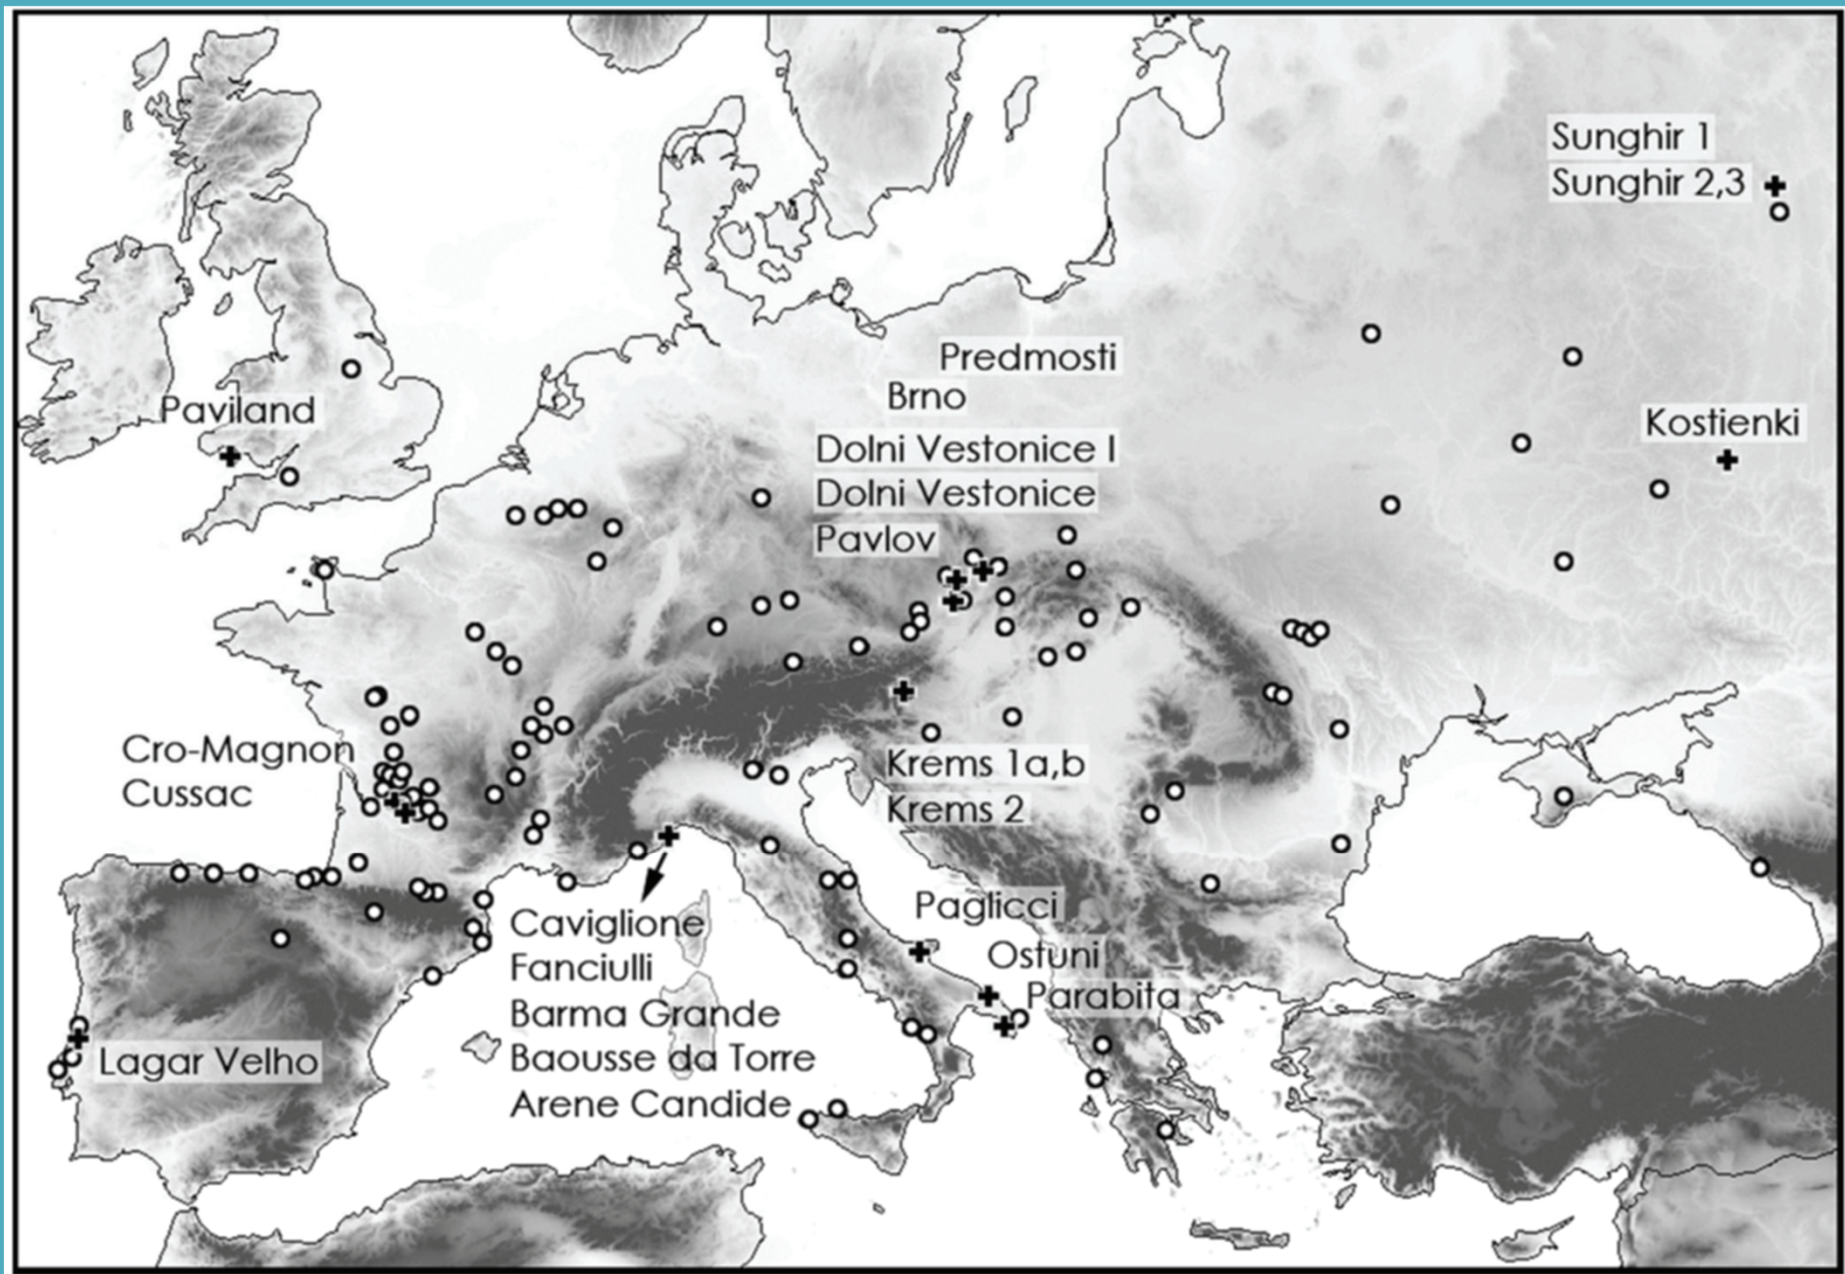 Sunghir 1
Sunghir 2,3
Predmosti
Brno
Paviland
Kostienki
Dolni Vestonice I
Dolni Vestonice
Pavlov
Cro-Magnon
Cussac
Krems 1a,b
Krems 2
Caviglione
Fanciulli
Barma Grande
Baousse da Torre
Arene Candide
Paglicci
Ostuni
Parabita
Lagar Velho